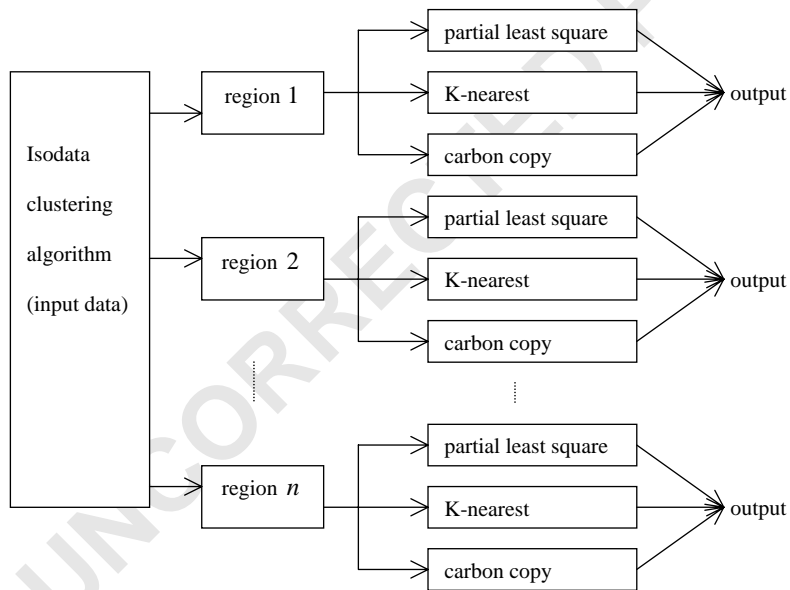 Isodata
clustering
algorithm
(input data)
region 1
partial least square
K-nearest
carbon copy
output
region 2
partial least square
K-nearest
carbon copy
output
region n
partial least square
K-nearest
carbon copy
output
UNCORRECTED P